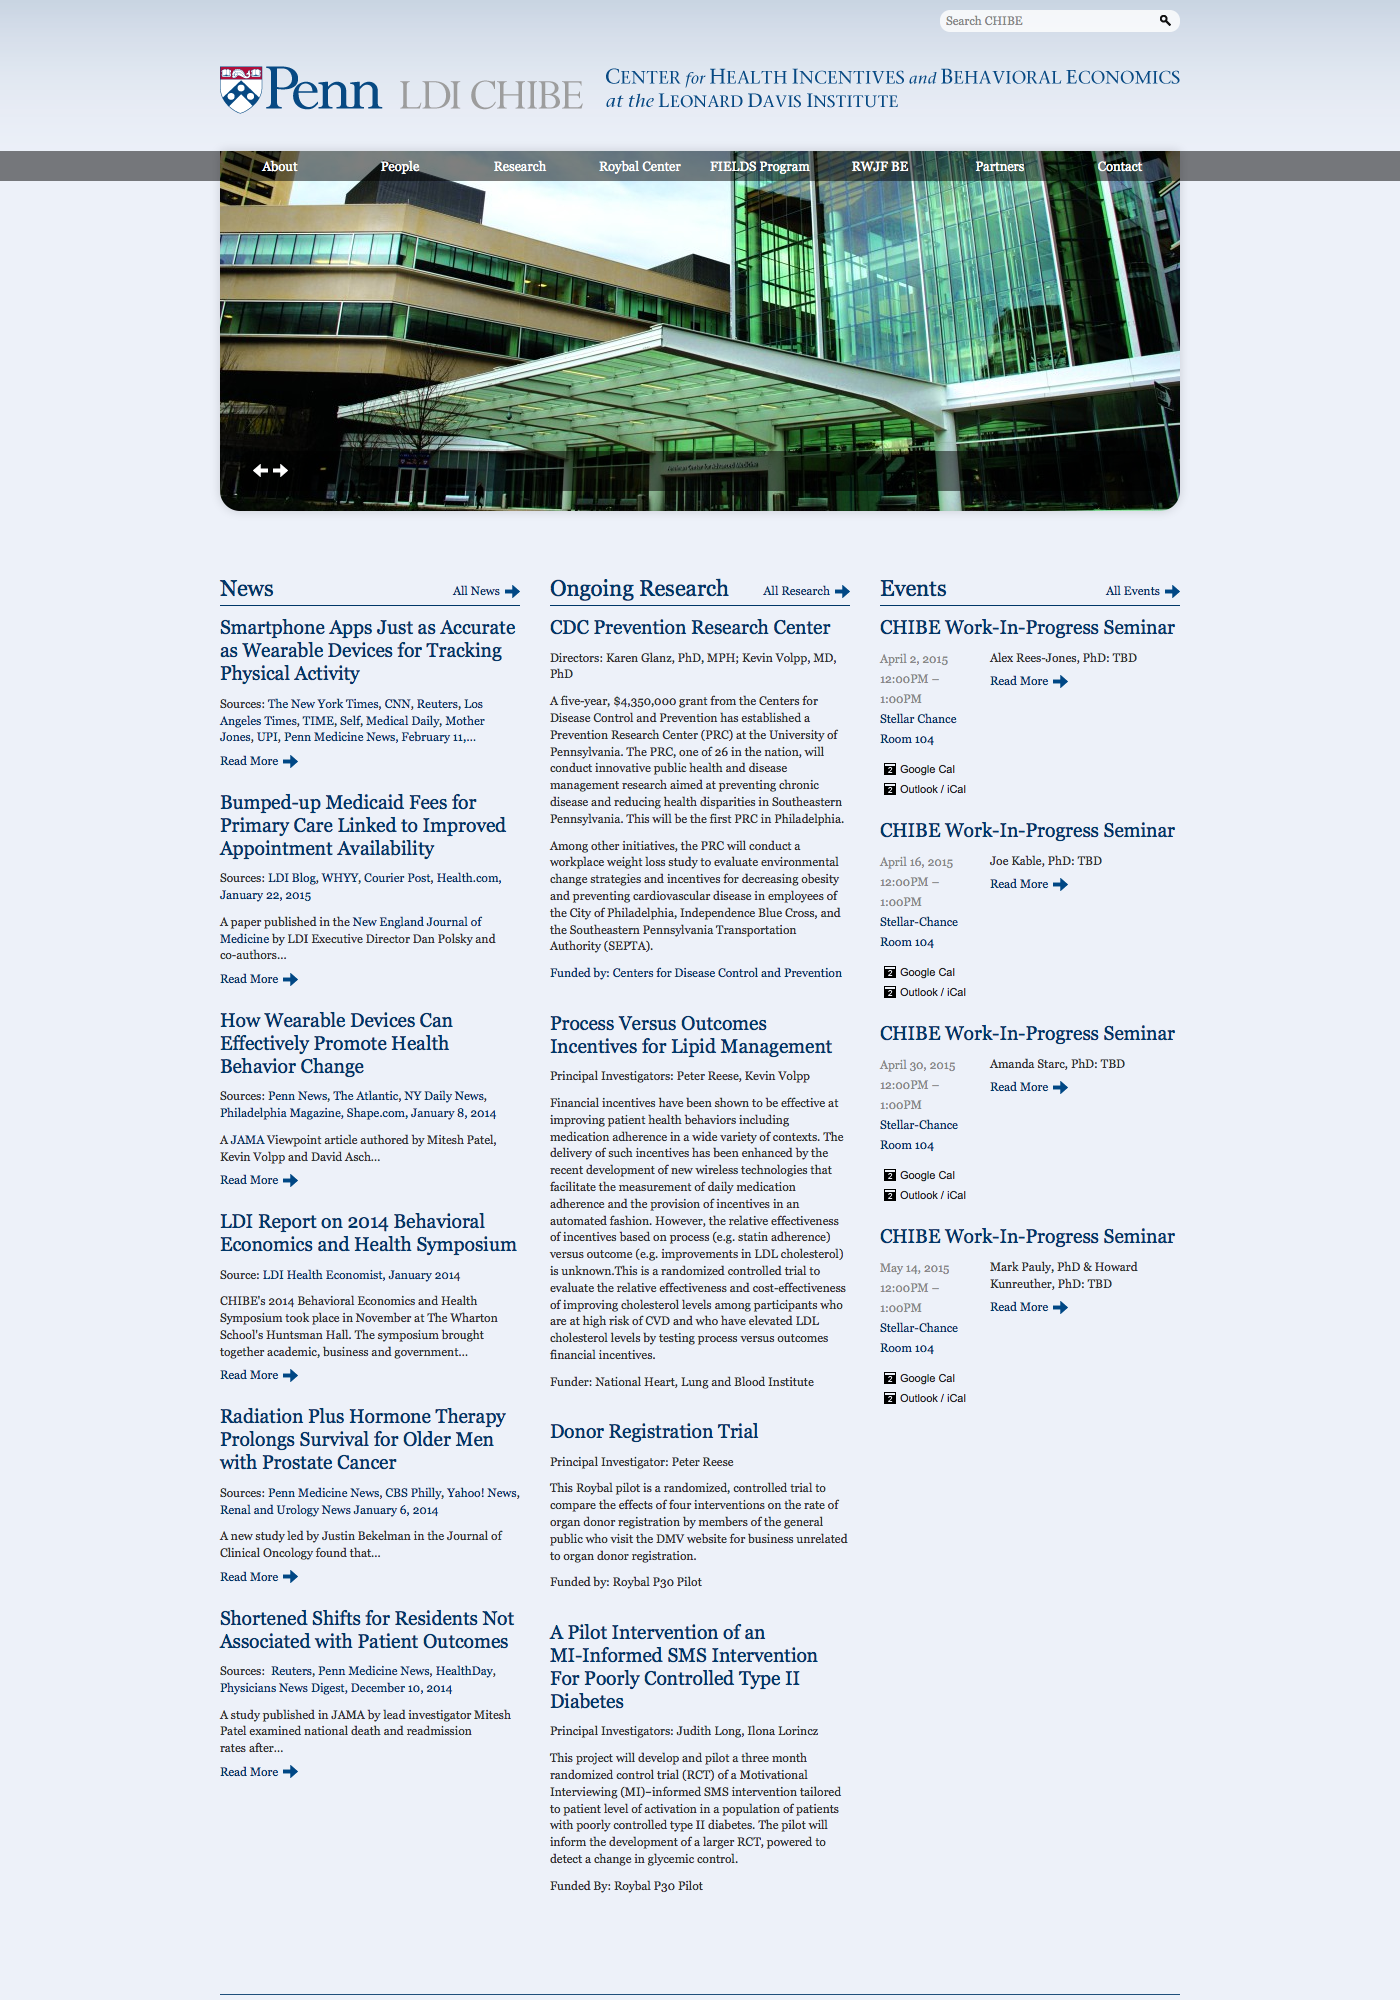 Search CHIBE
Penn LDI CHIBE
CENTER for HEALTH INCENTIVES and BEHAVIORAL ECONOMICS
at the LEONARD DAVIS INSTITUTE
About People Research Roybal Center FIELDS Program RWJF BE Partners Contact
News
All News
Smartphone Apps Just as Accurate
as Wearable Devices for Tracking
Physical Activity
Sources: The New York Times, CNN, Reuters, Los
Angeles Times, TIME, Self, Medical Daily, Mother
Jones, UPI, Penn Medicine News, February 11,...
Read More
Bumped-up Medicaid Fees for
Primary Care Linked to Improved
Appointment Availability
Sources: LDI Blog, WHYY, Courier Post, Health.com,
January 22, 2015
A paper published in the New England Journal of
Medicine by LDI Executive Director Dan Polsky and
co-authors...
Read More
How Wearable Devices Can
Effectively Promote Health
Behavior Change
Sources: Penn News, The Atlantic, NY Daily News,
Philadelphia Magazine, Shape.com, January 8, 2014
A JAMA Viewpoint article authored by Mitesh Patel,
Kevin Volpp and David Asch...
Read More
LDI Report on 2014 Behavioral
Economics and Health Symposium
Source: LDI Health Economist, January 2014
CHIBE's 2014 Behavioral Economics and Health
Symposium took place in November at The Wharton
School's Huntsman Hall. The symposium brought
together academic, business and government...
Read More
Radiation Plus Hormone Therapy
Prolongs Survival for Older Men
with Prostate Cancer
Sources: Penn Medicine News, CBS Philly, Yahoo! News,
Renal and Urology News January 6, 2014
A new study led by Justin Bekelman in the Journal of
Clinical Oncology found that...
Read More
Shortened Shifts for Residents Not
Associated with Patient Outcomes
Sources:  Reuters, Penn Medicine News, HealthDay,
Physicians News Digest, December 10, 2014
A study published in JAMA by lead investigator Mitesh
Patel examined national death and readmission
rates after...
Read More
Ongoing Research
All Research
CDC Prevention Research Center
Directors: Karen Glanz, PhD, MPH; Kevin Volpp, MD,
PhD
A five-year, $4,350,000 grant from the Centers for
Disease Control and Prevention has established a
Prevention Research Center (PRC) at the University of
Pennsylvania. The PRC, one of 26 in the nation, will
conduct innovative public health and disease
management research aimed at preventing chronic
disease and reducing health disparities in Southeastern
Pennsylvania. This will be the first PRC in Philadelphia.
Among other initiatives, the PRC will conduct a
workplace weight loss study to evaluate environmental
change strategies and incentives for decreasing obesity
and preventing cardiovascular disease in employees of
the City of Philadelphia, Independence Blue Cross, and
the Southeastern Pennsylvania Transportation
Authority (SEPTA).
Funded by: Centers for Disease Control and Prevention
Process Versus Outcomes
Incentives for Lipid Management
Principal Investigators: Peter Reese, Kevin Volpp
Financial incentives have been shown to be effective at
improving patient health behaviors including
medication adherence in a wide variety of contexts. The
delivery of such incentives has been enhanced by the
recent development of new wireless technologies that
facilitate the measurement of daily medication
adherence and the provision of incentives in an
automated fashion. However, the relative effectiveness
of incentives based on process (e.g. statin adherence)
versus outcome (e.g. improvements in LDL cholesterol)
is unknown.This is a randomized controlled trial to
evaluate the relative effectiveness and cost-effectiveness
of improving cholesterol levels among participants who
are at high risk of CVD and who have elevated LDL
cholesterol levels by testing process versus outcomes
financial incentives.
Funder: National Heart, Lung and Blood Institute
Donor Registration Trial
Principal Investigator: Peter Reese
This Roybal pilot is a randomized, controlled trial to
compare the effects of four interventions on the rate of
organ donor registration by members of the general
public who visit the DMV website for business unrelated
to organ donor registration.
Funded by: Roybal P30 Pilot
A Pilot Intervention of an
MI-Informed SMS Intervention
For Poorly Controlled Type II
Diabetes
Principal Investigators: Judith Long, Ilona Lorincz
This project will develop and pilot a three month
randomized control trial (RCT) of a Motivational
Interviewing (MI)–informed SMS intervention tailored
to patient level of activation in a population of patients
with poorly controlled type II diabetes. The pilot will
inform the development of a larger RCT, powered to
detect a change in glycemic control.
Funded By: Roybal P30 Pilot
Events
All Events
CHIBE Work-In-Progress Seminar
April 2, 2015
12:00PM –
1:00PM
Stellar Chance
Room 104
Alex Rees-Jones, PhD: TBD
Read More
Google Cal
Outlook / iCal
CHIBE Work-In-Progress Seminar
April 16, 2015
12:00PM –
1:00PM
Stellar-Chance
Room 104
Joe Kable, PhD: TBD
Read More
Google Cal
Outlook / iCal
CHIBE Work-In-Progress Seminar
April 30, 2015
12:00PM –
1:00PM
Stellar-Chance
Room 104
Amanda Starc, PhD: TBD
Read More
Google Cal
Outlook / iCal
CHIBE Work-In-Progress Seminar
May 14, 2015
12:00PM –
1:00PM
Stellar-Chance
Room 104
Mark Pauly, PhD & Howard
Kunreuther, PhD: TBD
Read More
Google Cal
Outlook / iCal